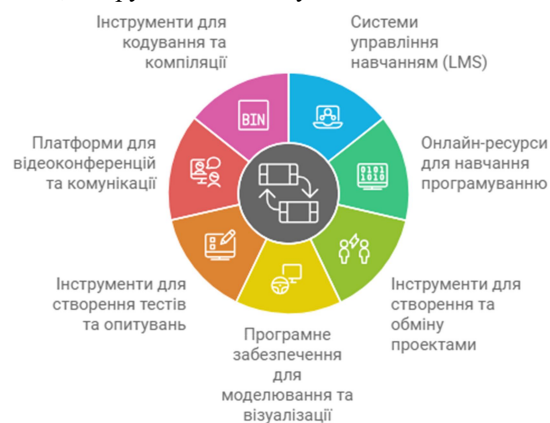 Інструменти для
кодування та
компіляції
Системи
управління
навчанням (LMS)
BIN
Платформи для
відеоконференцій
та комунікації
0101
1010
Онлайн-ресурси
для навчання
програмуванню
Інструменти для
створення тестів
та опитувань
Інструменти для
створення та
обміну
проектами
Програмне
забезпечення
для
моделювання та
візуалізації